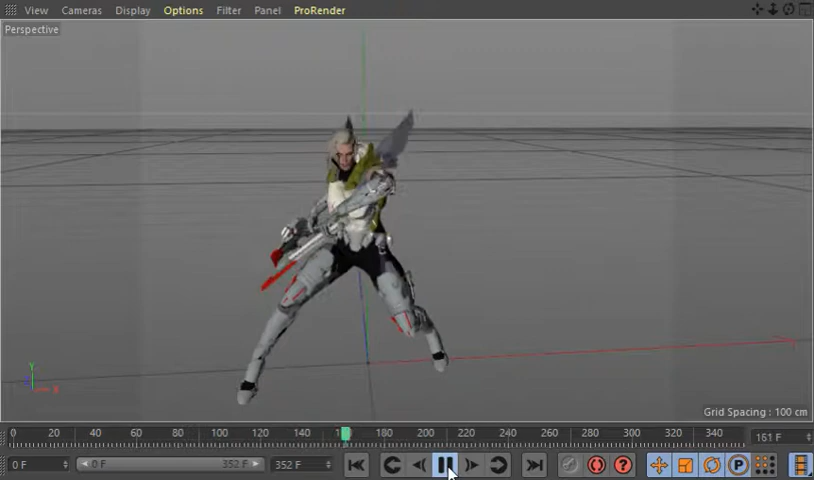 View Cameras Display Options Filter Panel ProRender
Perspective
Y
X
Grid Spacing : 100 cm
0 20 40 60 80 100 120 140 180 200 220 240 260 280 300 320 340 161 F
0 F 0 F 352 F 352 F
P